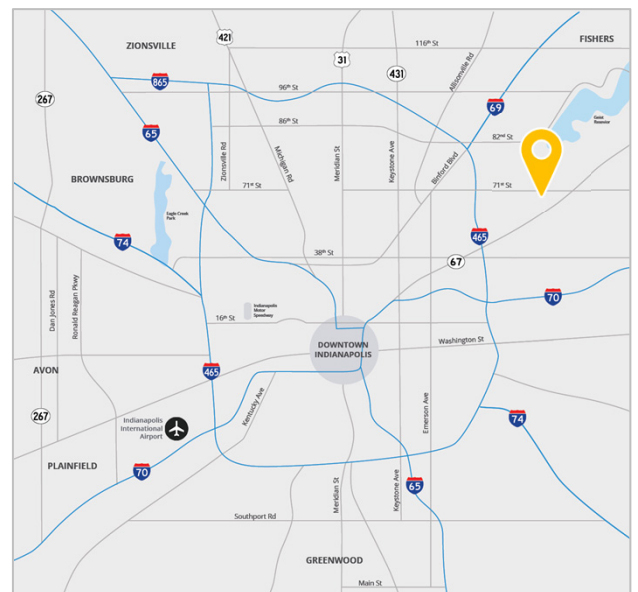 ZIONSVILLE
421
31
431
116th St
FISHERS
Allisonville Rd
865
96th St
267
69
65
86th St
82nd St
Geist
Reservoir
Zionsville Rd
Michigan Rd
Meridian St
Keystone Ave
Binford Blvd
BROWNSBURG
71st St
71st St
Eagle Creek
Park
74
465
38th St
67
70
Dan Jones Rd
Ronald Reagan Pkwy
Indianapolis
Motor
Speedway
16th St
DOWNTOWN
INDIANAPOLIS
Washington St
AVON
465
267
Kentucky Ave
Emerson Ave
Indianapolis
International
Airport
74
PLAINFIELD
70
Meridian St
Keystone Ave
65
Southport Rd
GREENWOOD
Main St